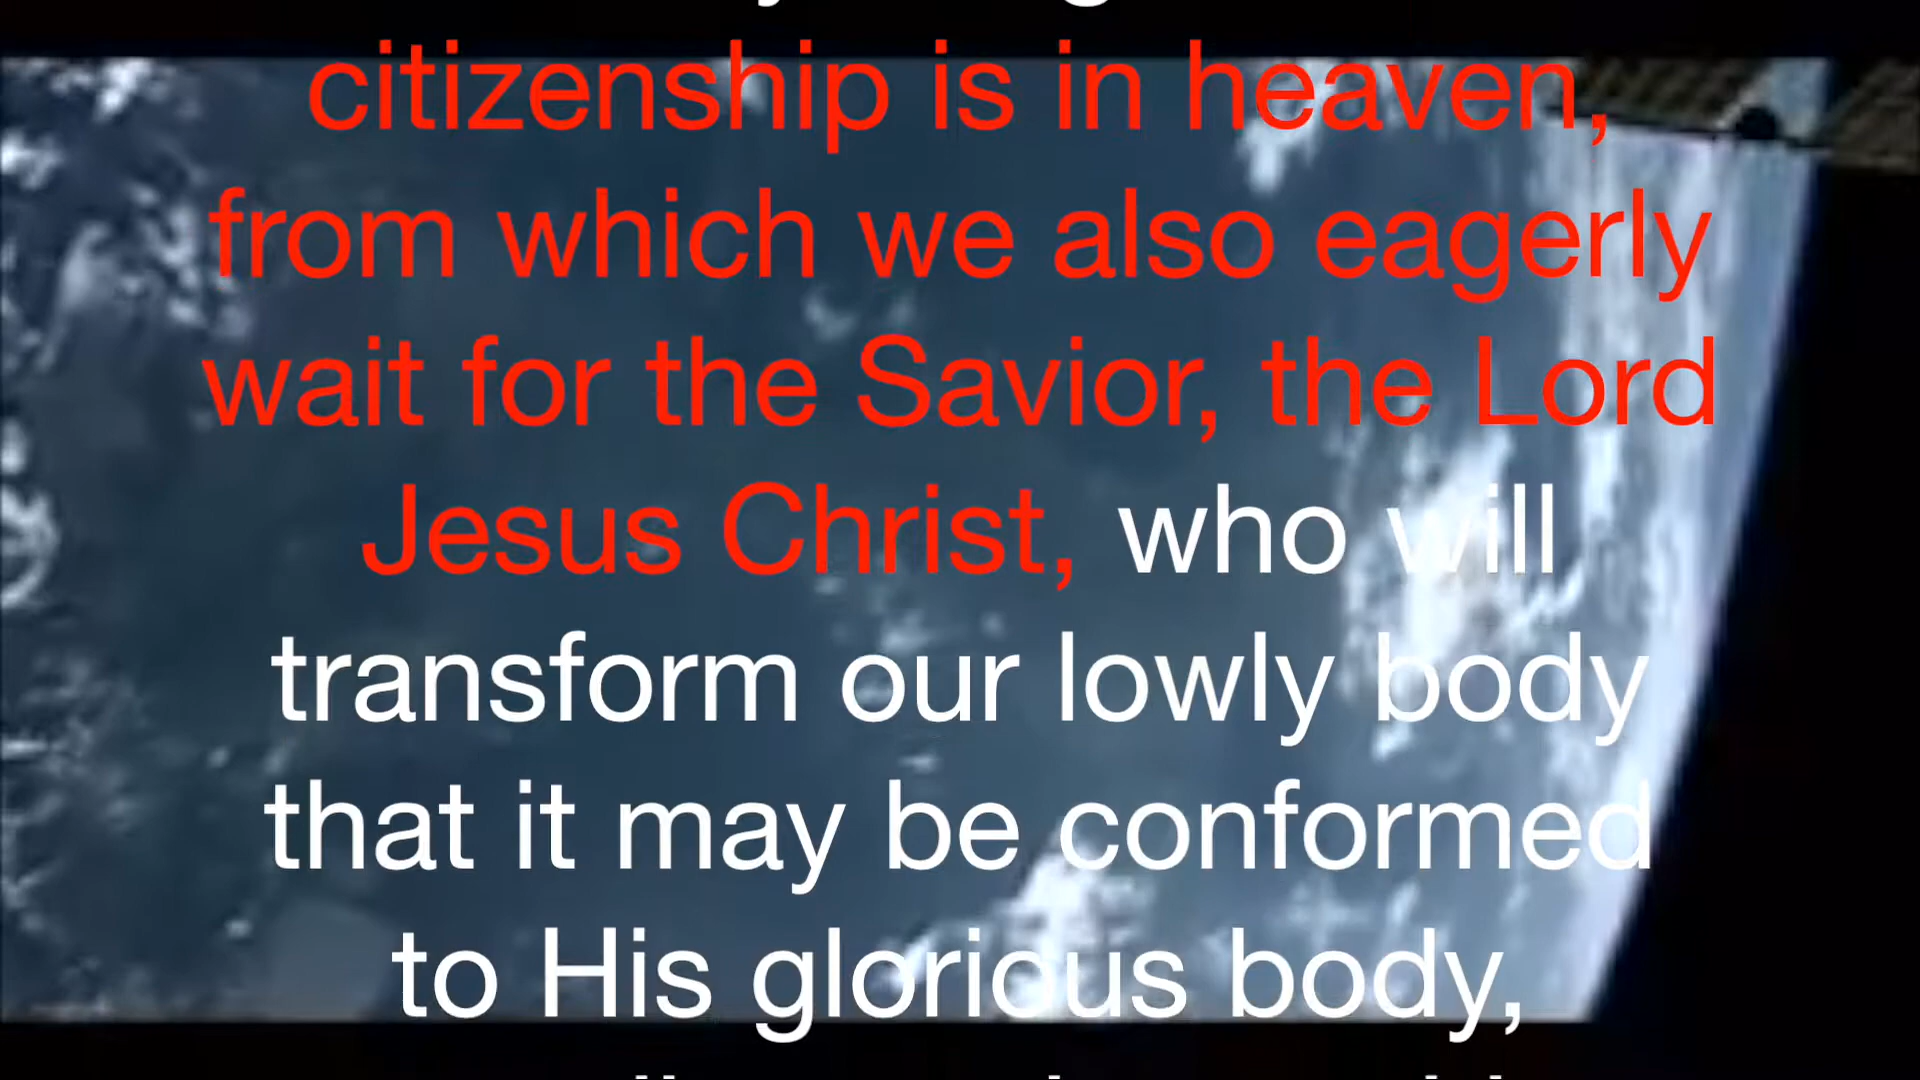 citizenship is in heaven,
from which we also eagerly
wait for the Savior, the Lord
Jesus Christ, who will
transform our lowly body
that it may be conformed
to His glorious body,